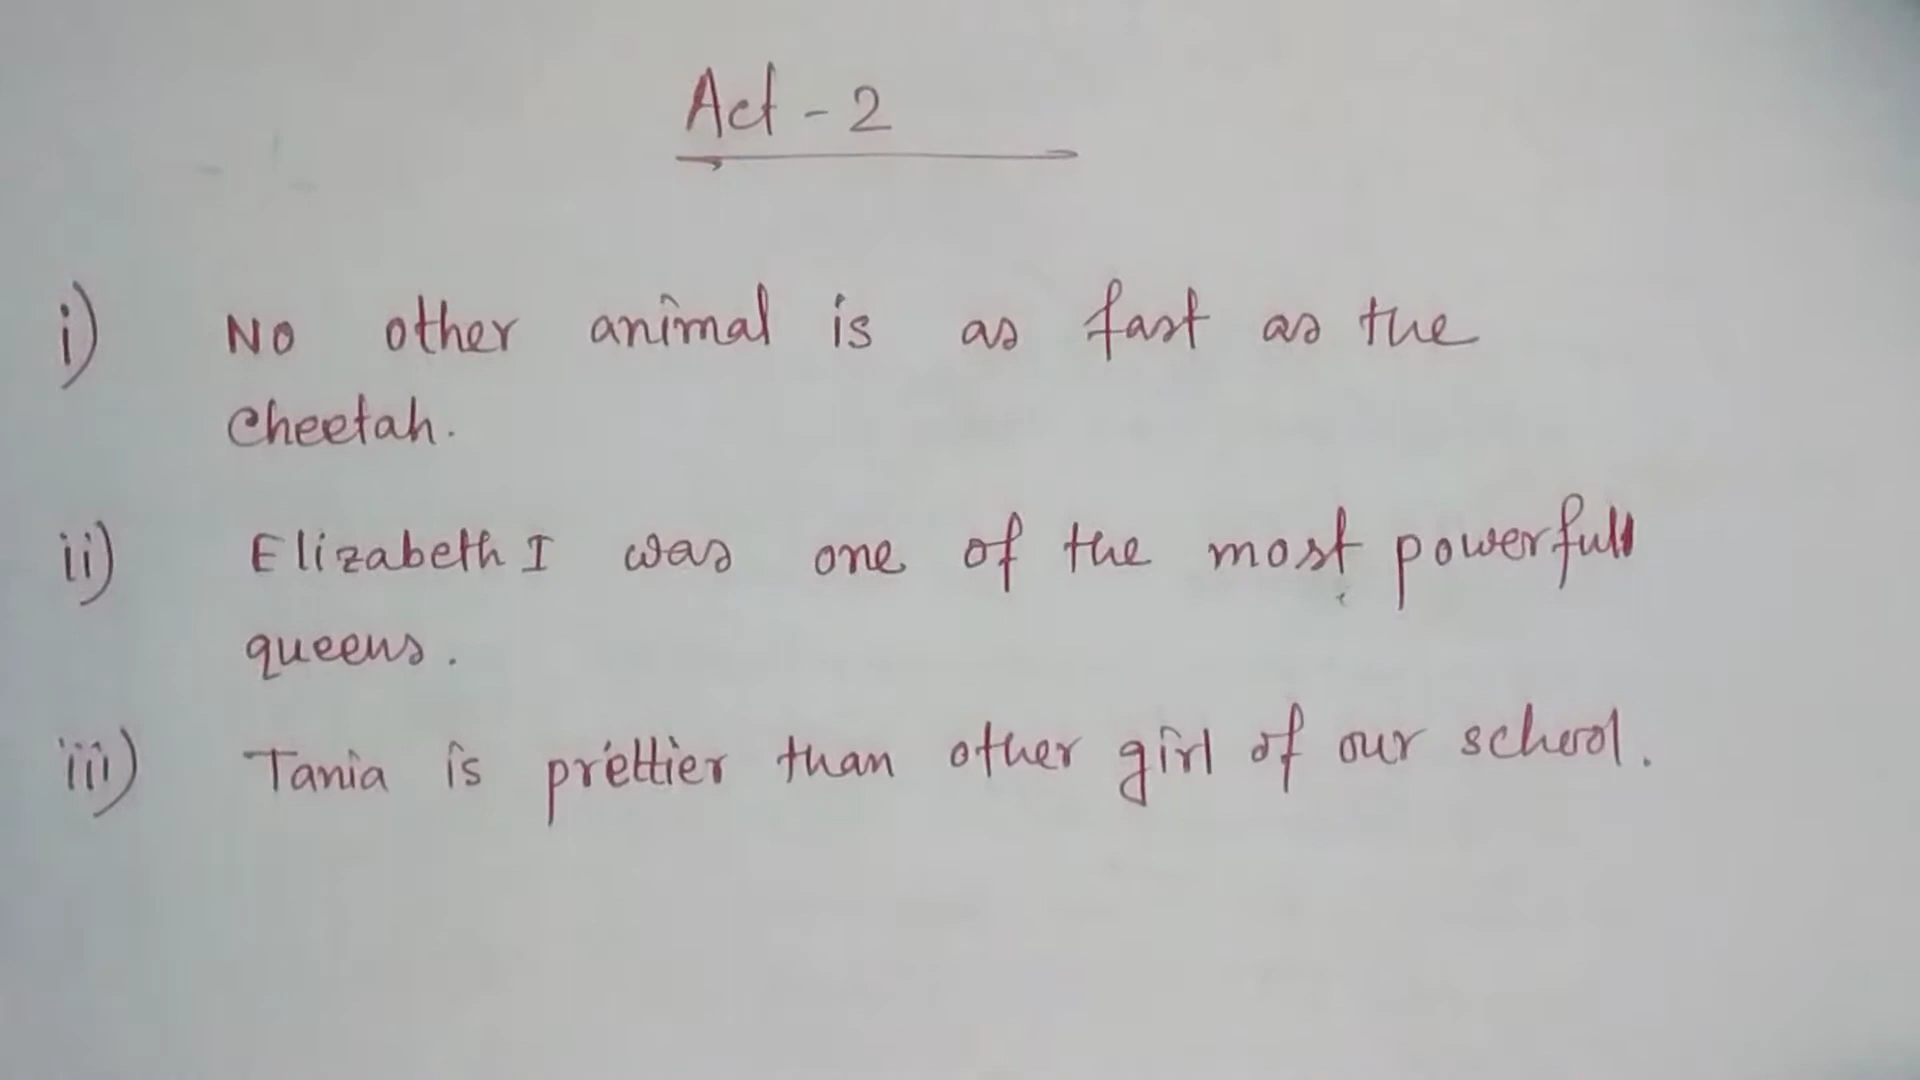 Act - 2
i) No other animal is as fast as the
cheetah.
ii) Elizabeth I was one of the most powerfull
queens.
iii) Tania is prettier than other girl of our school.